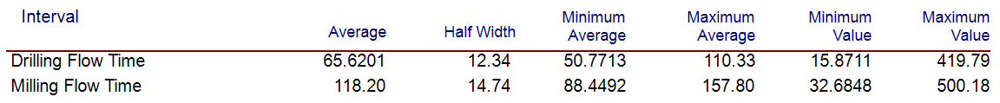 Interval Average Half Width Minimum Average Maximum Average Minimum Value Maximum Value
Drilling Flow Time 65.6201 12.34 50.7713 110.33 15.8711 419.79
Milling Flow Time 118.20 14.74 88.4492 157.80 32.6848 500.18